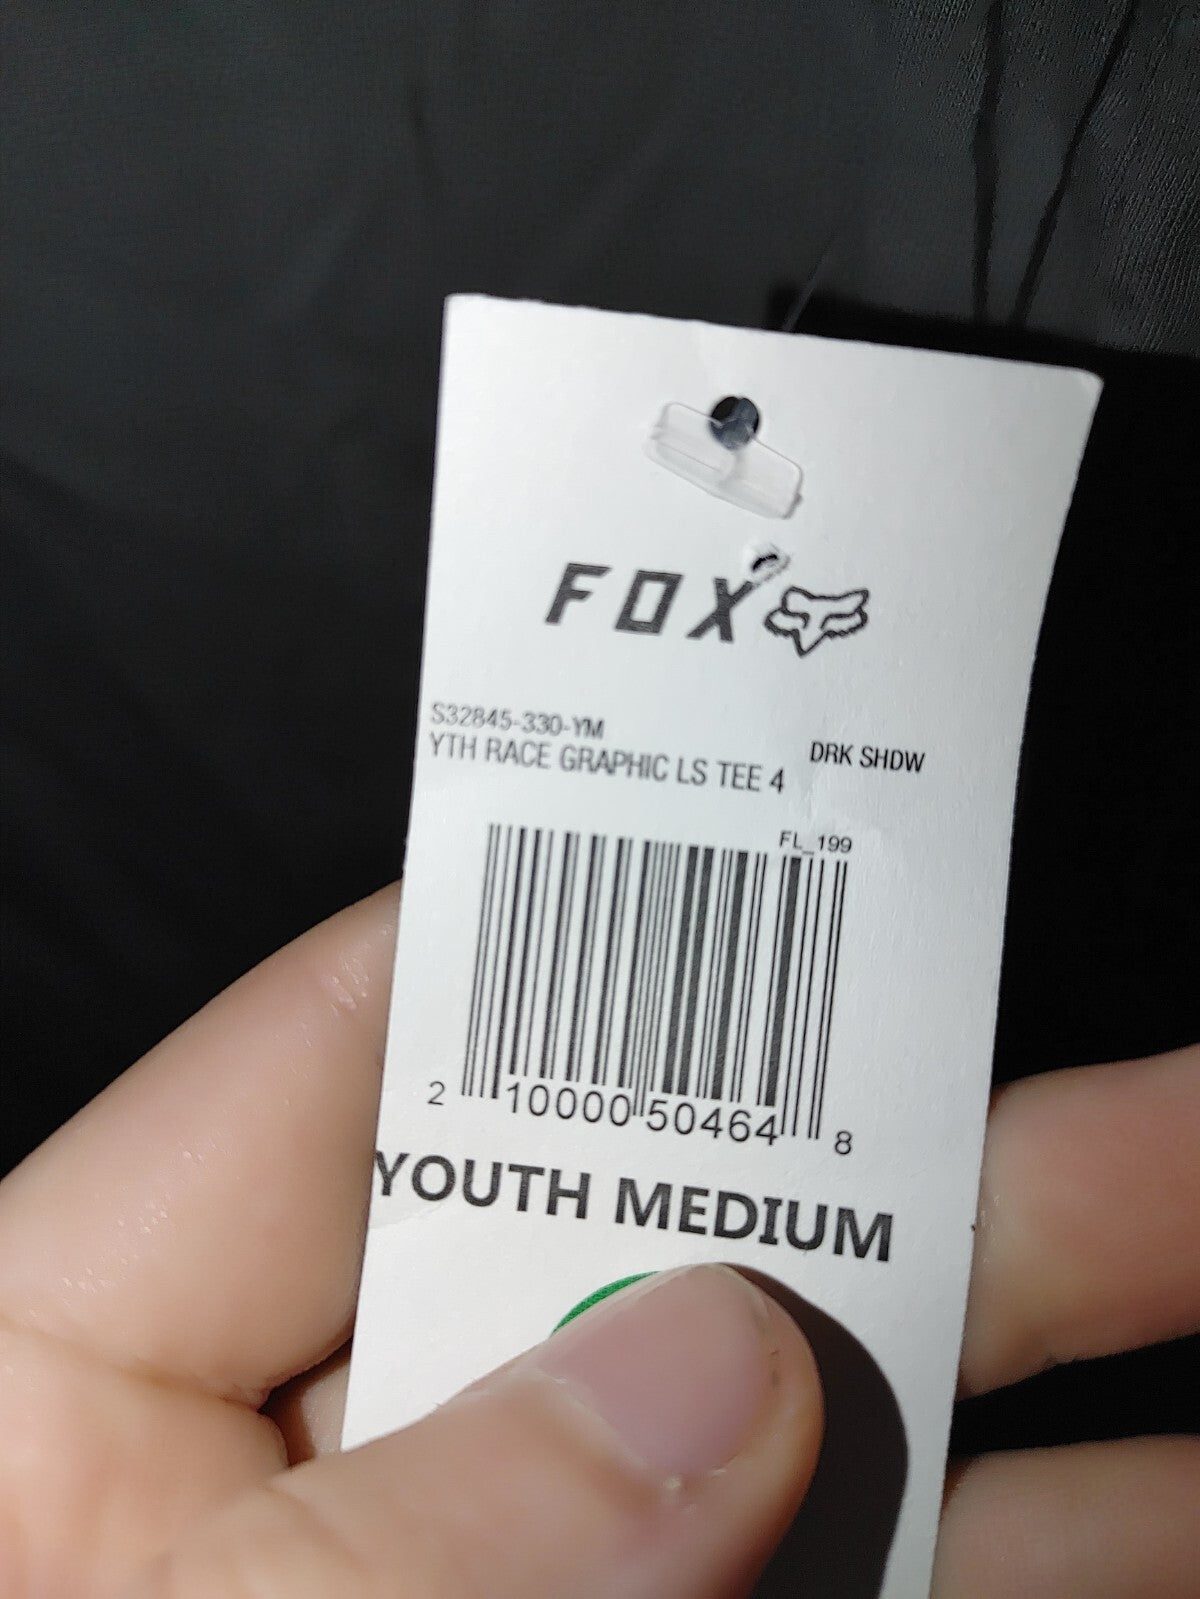 FOX
S32845-330-YM
YTH RACE GRAPHIC LS TEE 4
DRK SHDW
FL_199
2 10000 50464 8
YOUTH MEDIUM